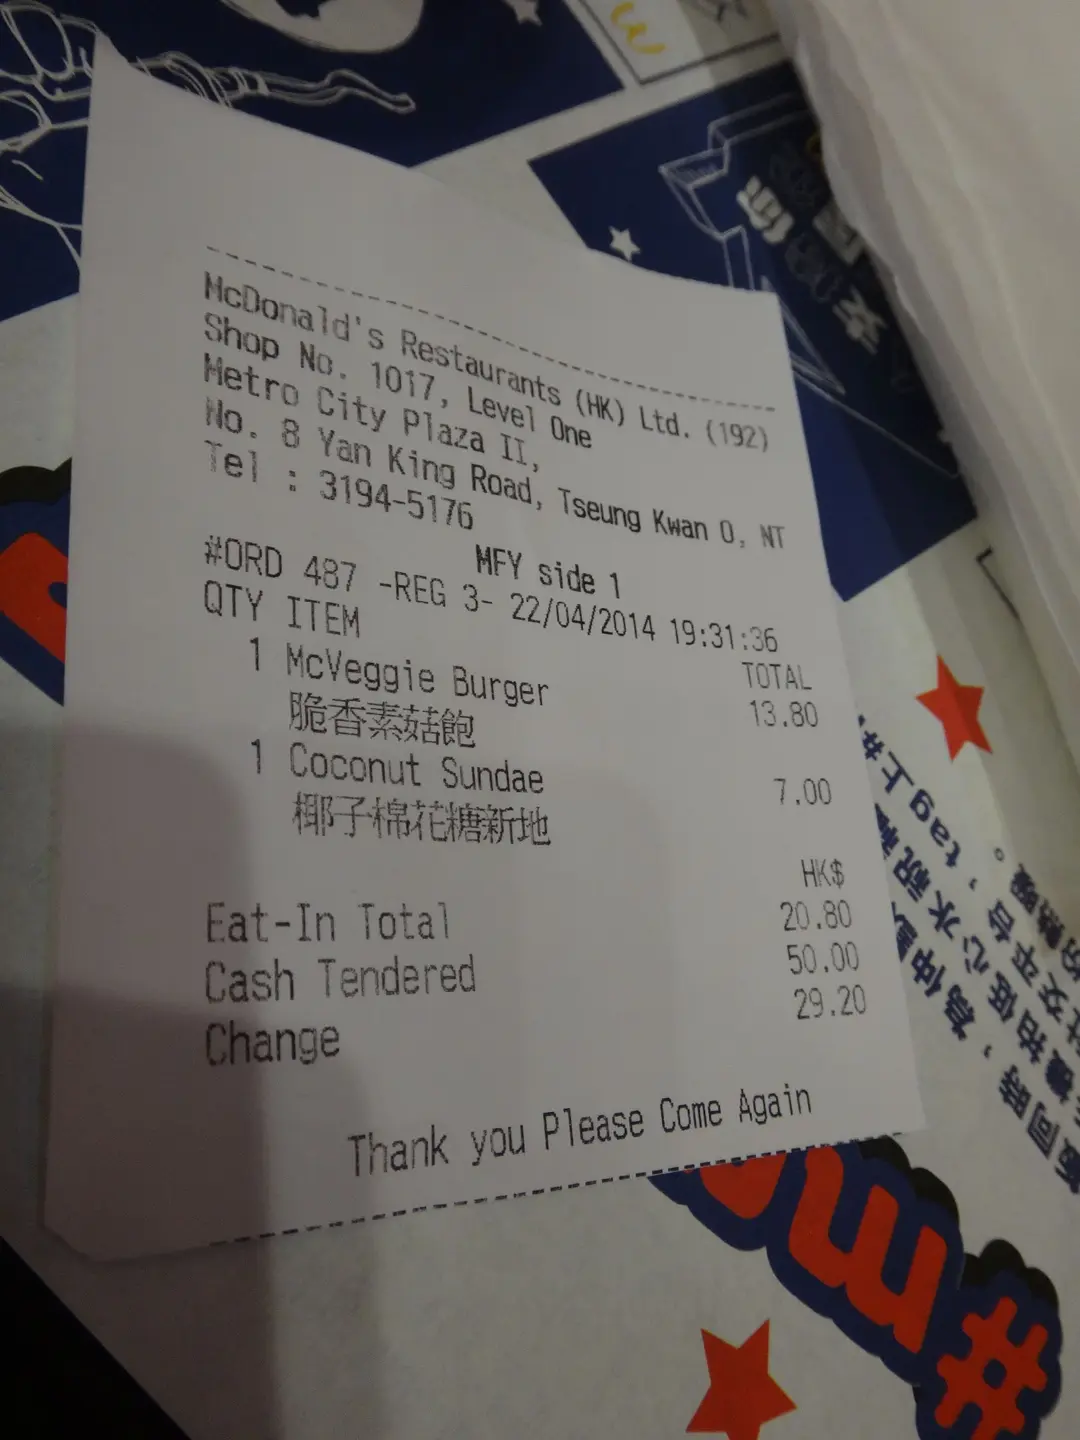 McDonald's Restaurants (HK) Ltd. (192)
Shop No. 1017, Level One
Metro City Plaza II,
No. 8 Yan King Road, Tseung Kwan O, NT
Tel : 3194-5176
MFY side 1
#ORD 487 -REG 3- 22/04/2014 19:31:36
QTY ITEM TOTAL
1 McVeggie Burger 13.80
脆香素菇飽
1 Coconut Sundae 7.00
椰子棉花糖新地
HK$
Eat-In Total 20.80
Cash Tendered 50.00
Change 29.20
Thank you Please Come Again